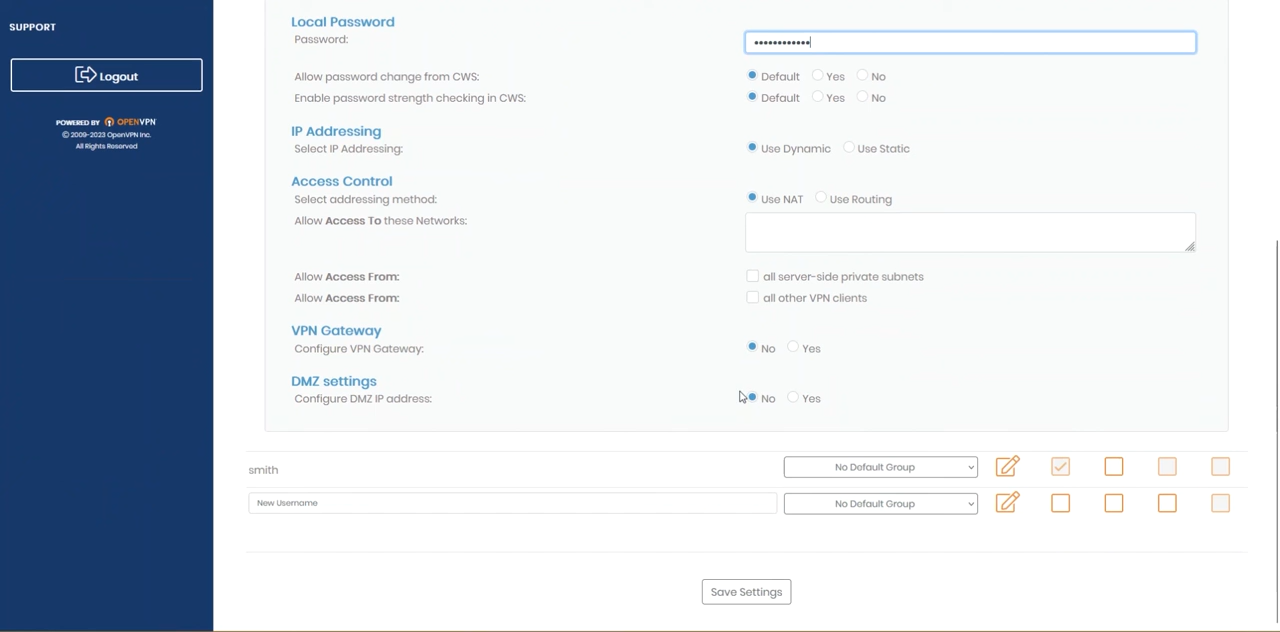 SUPPORT
Logout
POWERED BY OPENVPN
© 2009-2023 OpenVPN Inc.
All Rights Reserved
Local Password
Password: ••••••••••••
Allow password change from CWS: Default Yes No
Enable password strength checking in CWS: Default Yes No
IP Addressing
Select IP Addressing: Use Dynamic Use Static
Access Control
Select addressing method: Use NAT Use Routing
Allow Access To these Networks:
Allow Access From: all server-side private subnets
Allow Access From: all other VPN clients
VPN Gateway
Configure VPN Gateway: No Yes
DMZ settings
Configure DMZ IP address: No Yes
smith No Default Group
New Username No Default Group
Save Settings